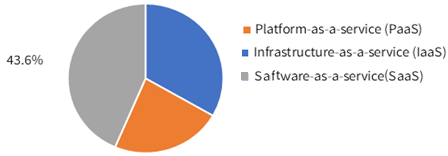 43.6%
Platform-as-a-service (PaaS)
Infrastructure-as-a-service (IaaS)
Saftware-as-a-service(SaaS)